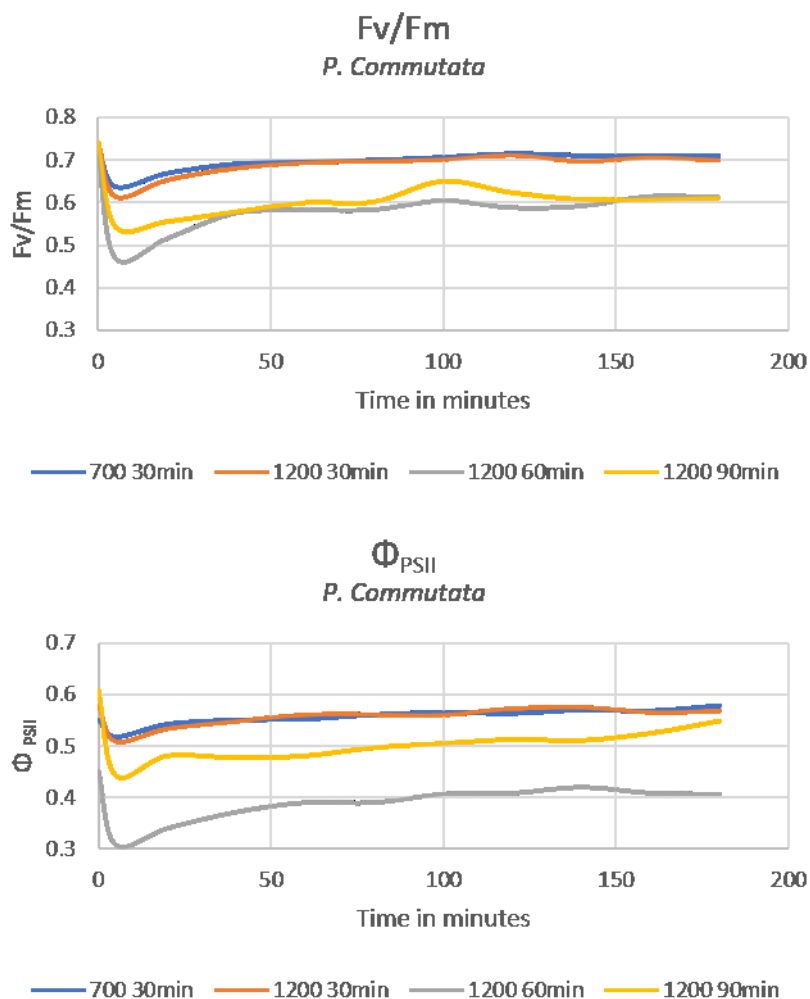 Fv/Fm
P. Commutata
0.8
0.7
0.6
0.5
0.4
0.3
Fv/Fm
0 50 100 150 200
Time in minutes
700 30min 1200 30min 1200 60min 1200 90min
ΦPSII
P. Commutata
0.7
0.6
0.5
0.4
0.3
Φ PSII
0 50 100 150 200
Time in minutes
700 30min 1200 30min 1200 60min 1200 90min